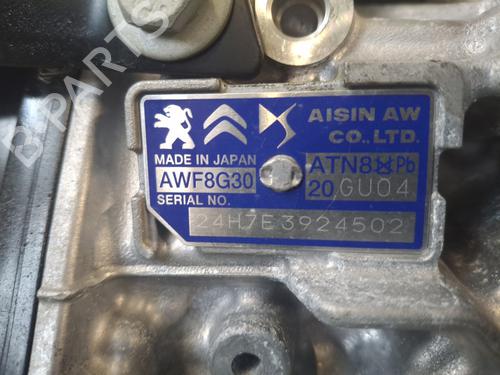 B-PARTS
AISIN AW
CO., LTD.
MADE IN JAPAN
ATN8 Pb
AWF8G30
20 GU04
SERIAL NO.
24H7E3924502